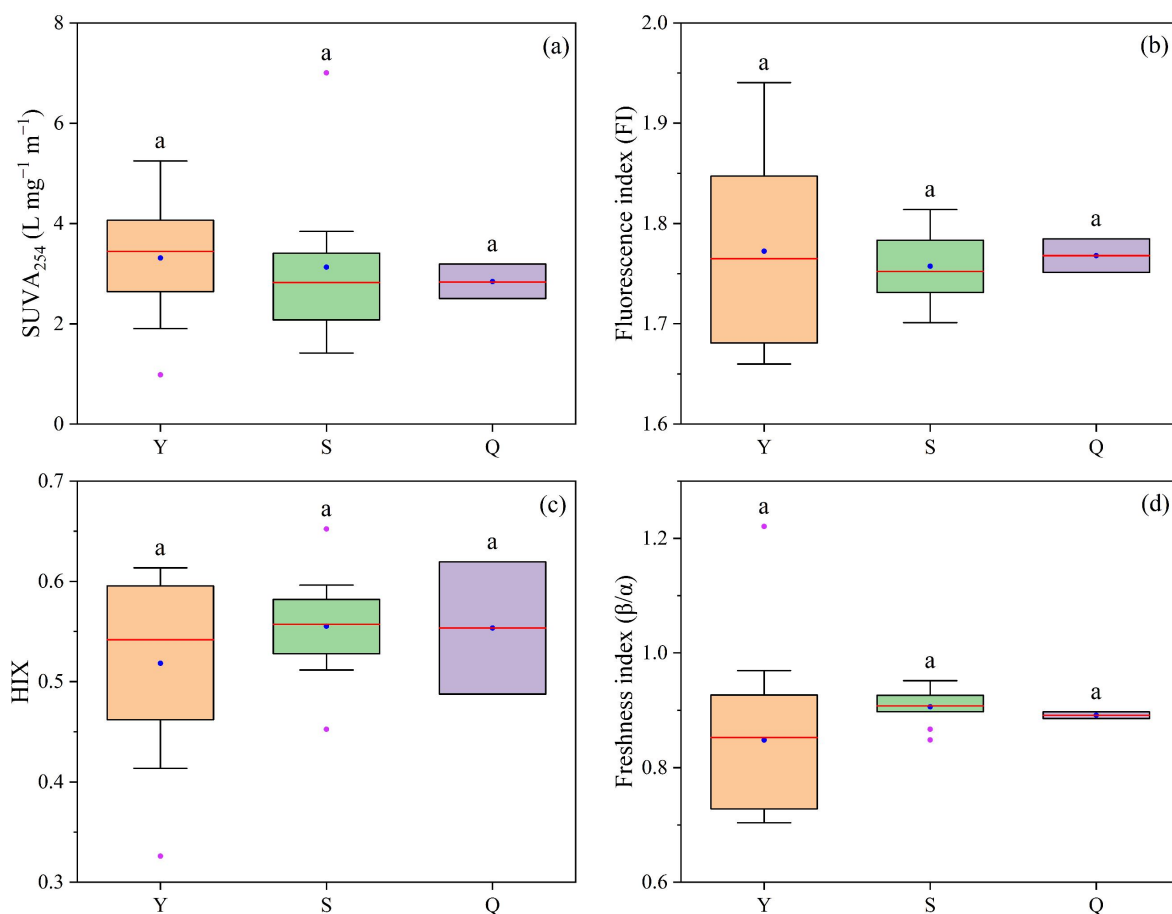 (a)
SUVA₂₅₄ (L mg⁻¹ m⁻¹)
8
6
4
2
0
a
a
a
Y
S
Q
(b)
Fluorescence index (FI)
2.0
1.9
1.8
1.7
1.6
a
a
a
Y
S
Q
(c)
HIX
0.7
0.6
0.5
0.4
0.3
a
a
a
Y
S
Q
(d)
Freshness index (β/α)
1.2
1.0
0.8
0.6
a
a
a
Y
S
Q